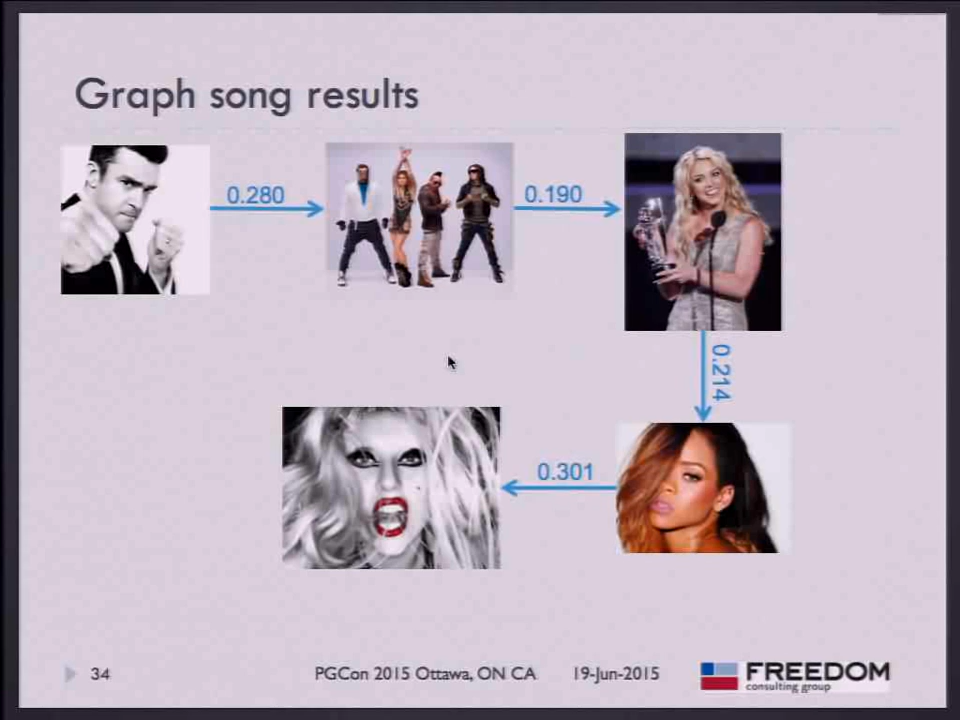 Graph song results
0.280
0.190
0.214
0.301
34
PGCon 2015 Ottawa, ON CA
19-Jun-2015
FREEDOM
consulting group